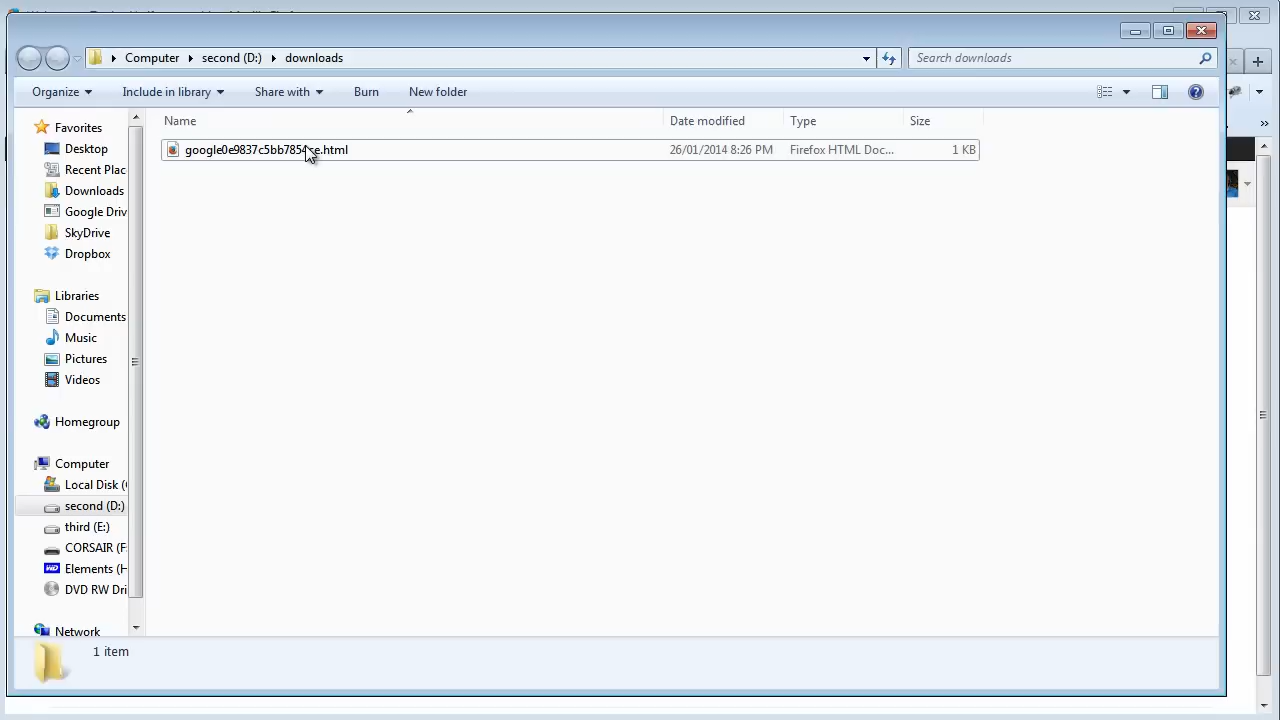 Computer second (D:) downloads
Search downloads
Organize Include in library Share with Burn New folder
Name Date modified Type Size
26/01/2014 8:26 PM Firefox HTML Doc... 1 KB
Favorites
Desktop
Recent Plac
Downloads
Google Driv
SkyDrive
Dropbox
Libraries
Documents
Music
Pictures
Videos
Homegroup
Computer
Local Disk (
second (D:)
third (E:)
CORSAIR (F:
Elements (H
DVD RW Dri
Network
1 item